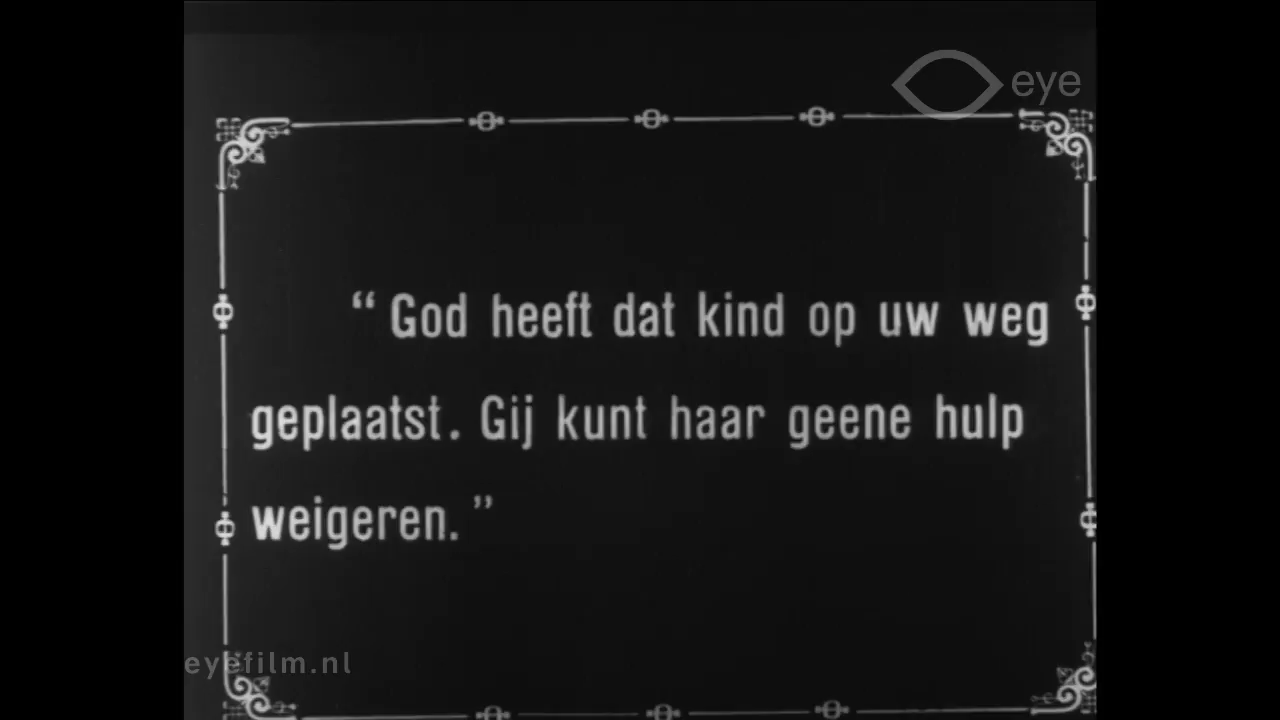 eye
“God heeft dat kind op uw weg
geplaatst. Gij kunt haar geene hulp
weigeren.”
eyefilm.nl